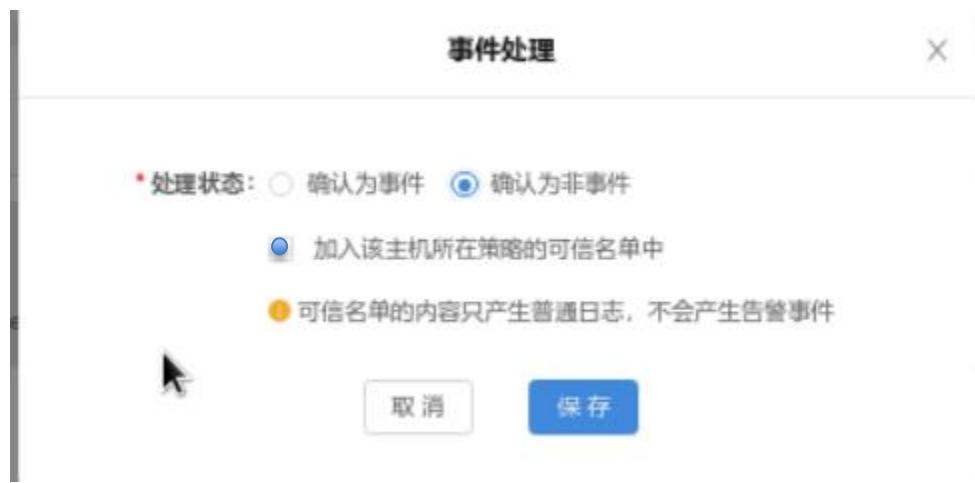 事件处理
*处理状态: 确认为事件 确认为非事件
加入该主机所在策略的可信名单中
可信名单的内容只产生普通日志，不会产生告警事件
取消 保存